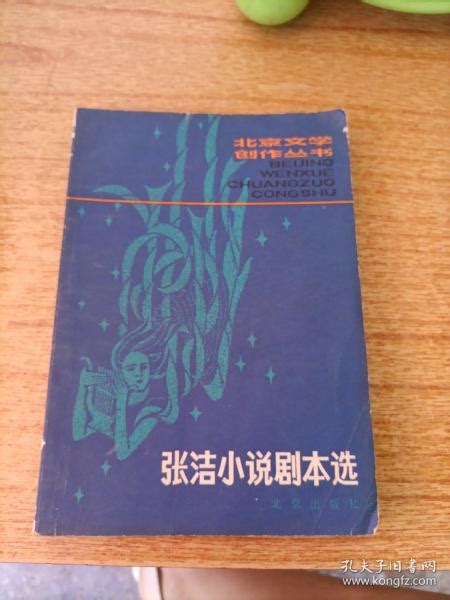 北京文学
创作丛书
BEIJING
WENXUE
CHUANGZUO
CONGSHU
张洁小说剧本选
北京出版社
孔夫子旧书网
www.kongfz.com